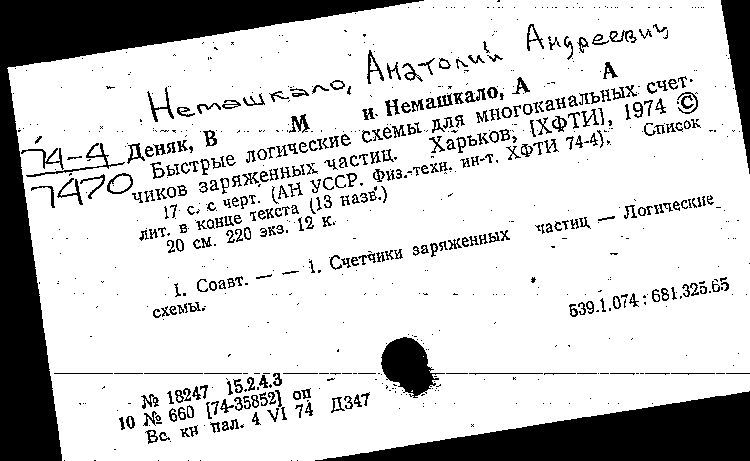 Немашкало, Анатолий Андреевич
74-4
7470
Деняк, В М и Немашкало, А А
Быстрые логические схемы для многоканальных счет-
чиков заряженных частиц. Харьков, [ХФТИ], 1974 ©
17 с. с черт. (АН УССР. Физ.-техн. ин-т. ХФТИ 74-4). Список
лит. в конце текста (13 назв.)
20 см. 220 экз. 12 к.
I. Соавт. — — 1. Счетчики заряженных частиц — Логические
схемы.
539.1.074 : 681.325.65
№ 18247 15.2.4.3
10 № 660 [74-35852] оп
Вс. кн пал. 4 VI 74 Д347